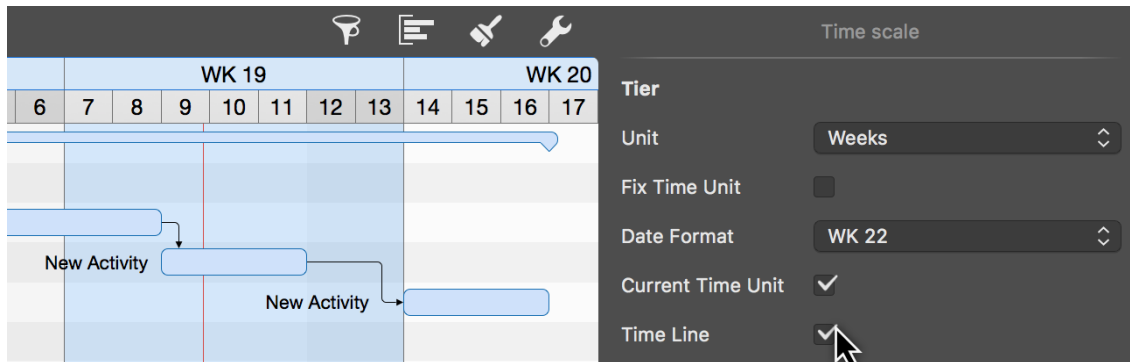 Time scale
WK 19
WK 20
6 7 8 9 10 11 12 13 14 15 16 17
New Activity
New Activity
Tier
Unit
Weeks
Fix Time Unit
Date Format
WK 22
Current Time Unit
Time Line